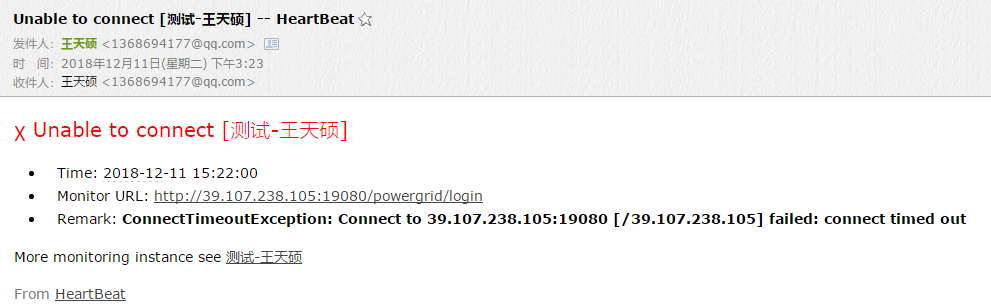 Unable to connect [测试-王天硕] -- HeartBeat
发件人：王天硕 <1368694177@qq.com>
时　间：2018年12月11日(星期二) 下午3:23
收件人：王天硕 <1368694177@qq.com>
χ Unable to connect [测试-王天硕]
• Time: 2018-12-11 15:22:00
• Monitor URL: http://39.107.238.105:19080/powergrid/login
• Remark: ConnectTimeoutException: Connect to 39.107.238.105:19080 [/39.107.238.105] failed: connect timed out
More monitoring instance see 测试-王天硕
From HeartBeat